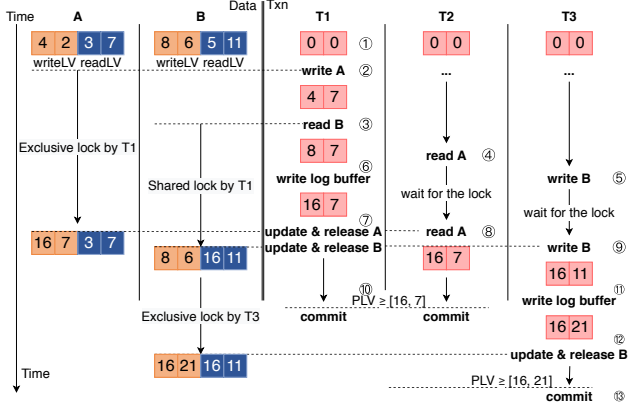 Data Txn
Time A B T1 T2 T3
4 2 3 7 8 6 5 11 0 0 ① 0 0 0 0
writeLV readLV writeLV readLV
write A ② ... ...
4 7
read B ③
Exclusive lock by T1
8 7
read A ④
⑥
write log buffer
Shared lock by T1
write B ⑤
16 7
wait for the lock
wait for the lock
⑦
update & release A read A ⑧
16 7 3 7
update & release B write B ⑨
8 6 16 11 16 7 16 11
⑩ ⑪
PLV ≥ [16, 7] write log buffer
Exclusive lock by T3 commit commit
16 21
⑫
16 21 16 11 update & release B
Time PLV ≥ [16, 21]
commit ⑬